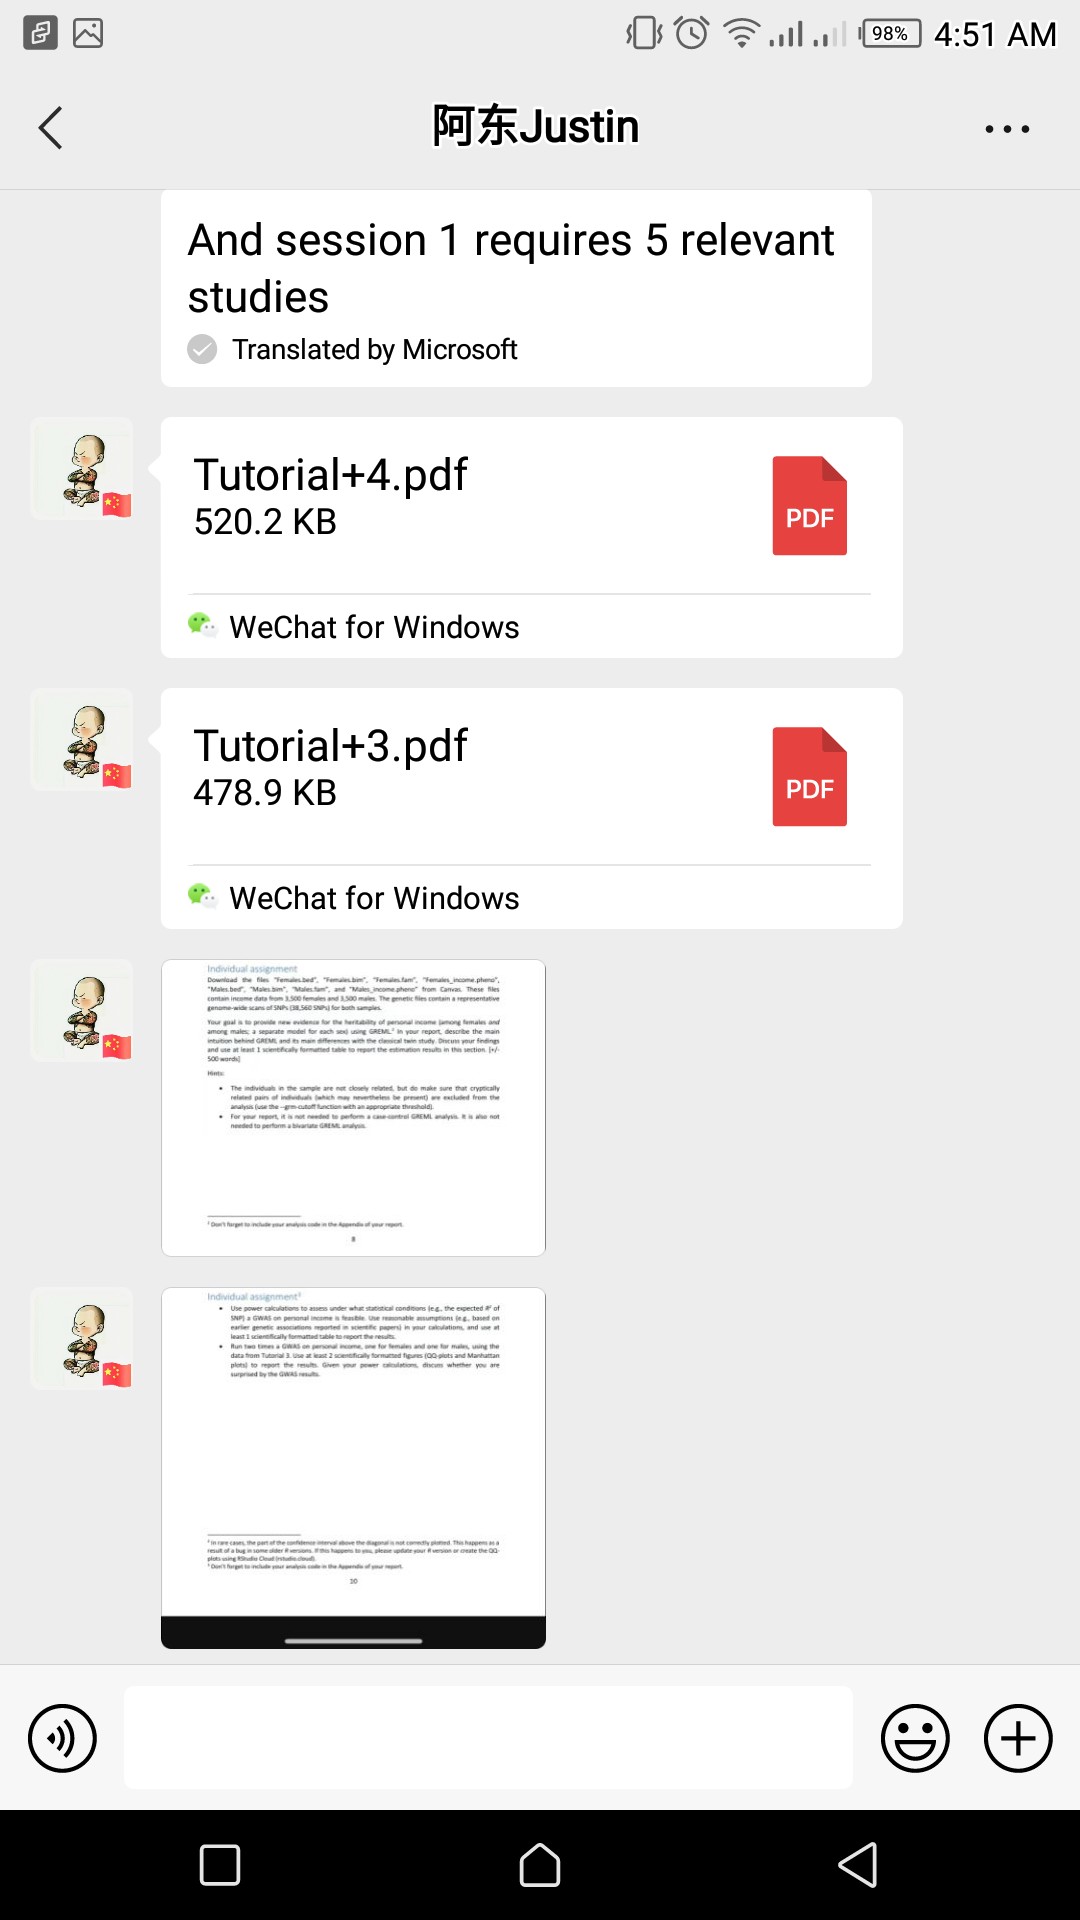 98% 4:51 AM
阿东Justin
And session 1 requires 5 relevant
studies
Translated by Microsoft
Tutorial+4.pdf
520.2 KB
PDF
WeChat for Windows
Tutorial+3.pdf
478.9 KB
PDF
WeChat for Windows
Individual assignment
Download the files "Females.bed", "Females.bim", "Females.fam", "Females_income.pheno",
"Males.bed", "Males.bim", "Males.fam", and "Males_income.pheno" from Canvas. These files
contain income data from 3,500 females and 3,500 males. The genetic files contain a representative
genome-wide scans of SNPs (38,560 SNPs) for both samples.
Your goal is to provide new evidence for the heritability of personal income (among females and
among males; a separate model for each sex) using GREML. In your report, describe the main
intuition behind GREML and its main differences with the classical twin study. Discuss your findings
and use at least 1 scientifically formatted table to report the estimation results in this section. [+/-
500 words]
Hints:
• The individuals in the sample are not closely related, but do make sure that cryptically
related pairs of individuals (which may nevertheless be present) are excluded from the
analysis (use the --grm-cutoff function with an appropriate threshold).
• For your report, it is not needed to perform a case-control GREML analysis. It is also not
needed to perform a bivariate GREML analysis.
Don't forget to include your analysis code in the Appendix of your report.
8
Individual assignment
• Use power calculations to assess under what statistical conditions (e.g., the expected R² of
SNP) a GWAS on personal income is feasible. Use reasonable assumptions (e.g., based on
earlier genetic associations reported in scientific papers) in your calculations, and use at
least 1 scientifically formatted table to report the results.
• Run two times a GWAS on personal income, one for females and one for males, using the
data from Tutorial 3. Use at least 2 scientifically formatted figures (QQ-plots and Manhattan
plots) to report the results. Given your power calculations, discuss whether you are
surprised by the GWAS results.
In rare cases, the part of the confidence interval above the diagonal is not correctly plotted. This happens as a
result of a bug in some older R versions. If this happens to you, please update your R version or create the QQ-
plots using RStudio Cloud (rstudio.cloud).
Don't forget to include your analysis code in the Appendix of your report.
10